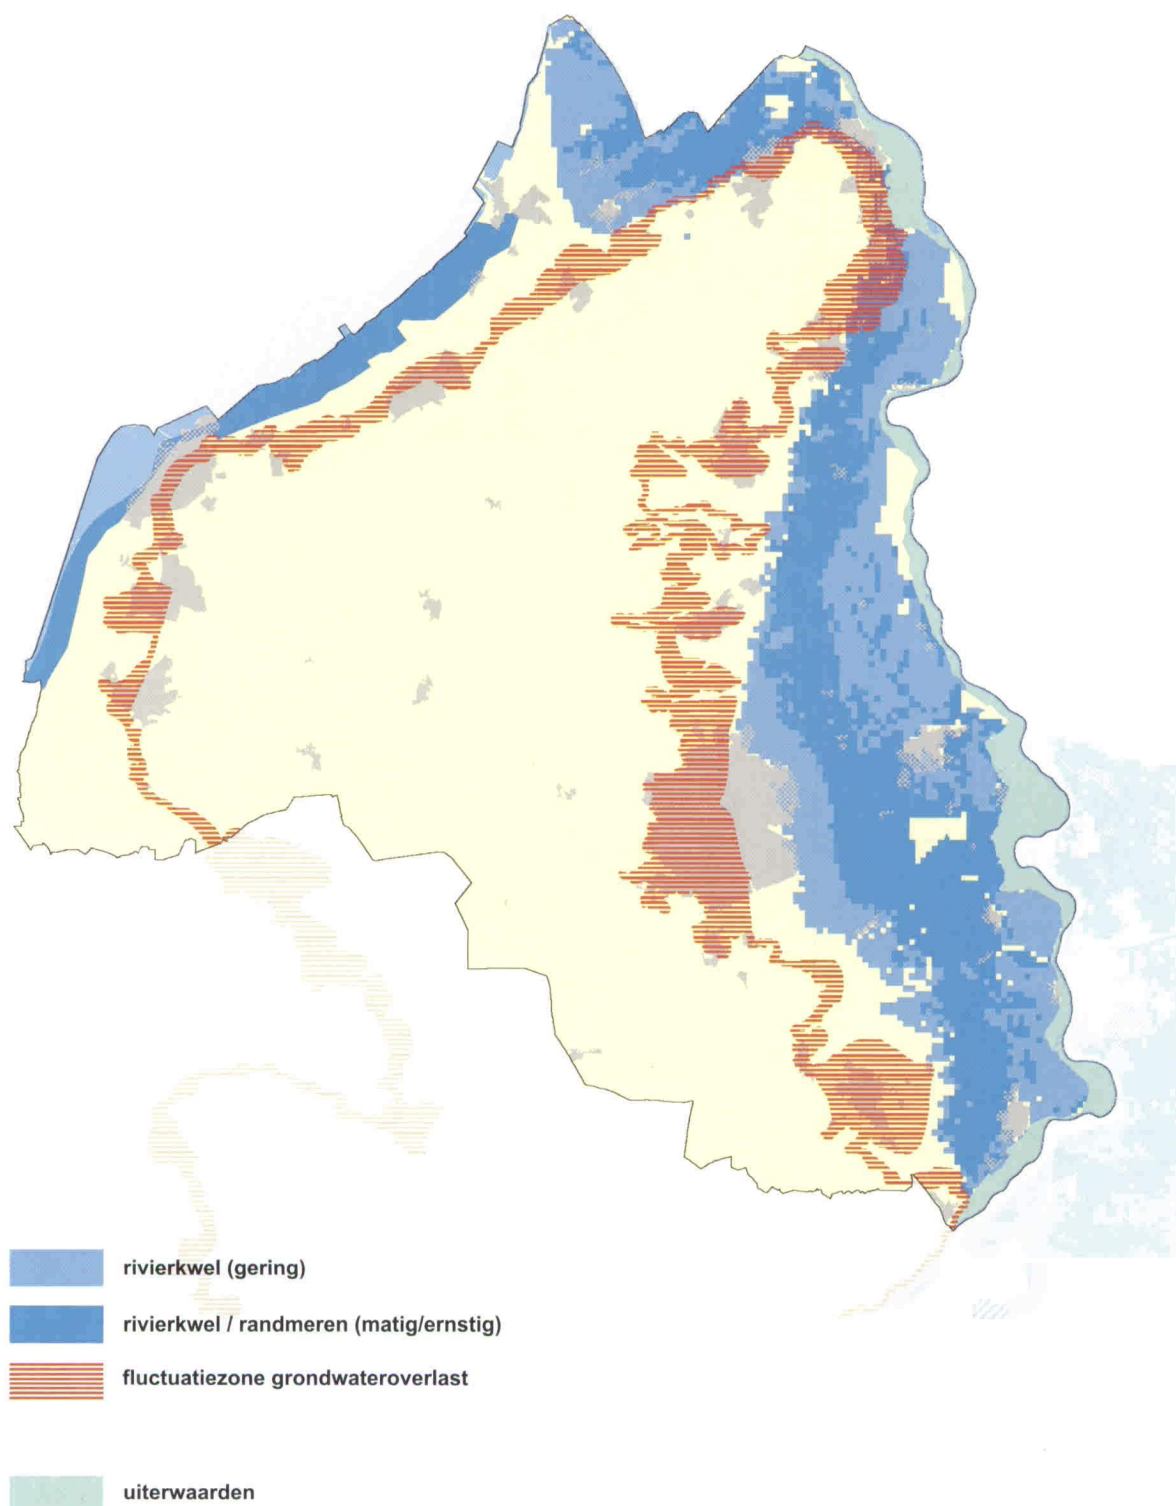 rivierkwel (gering)
rivierkwel / randmeren (matig/ernstig)
fluctuatiezone grondwateroverlast
uiterwaarden